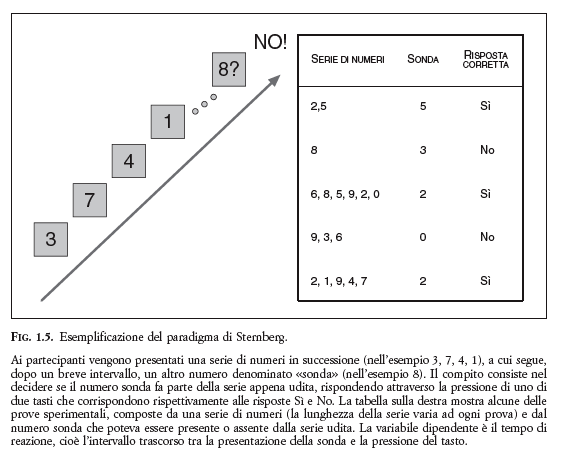 NO!
8?
1
4
7
3
SERIE DI NUMERI SONDA RISPOSTA CORRETTA
2,5 5 Sì
8 3 No
6, 8, 5, 9, 2, 0 2 Sì
9, 3, 6 0 No
2, 1, 9, 4, 7 2 Sì
FIG. 1.5. Esemplificazione del paradigma di Sternberg.
Ai partecipanti vengono presentati una serie di numeri in successione (nell'esempio 3, 7, 4, 1), a cui segue,
dopo un breve intervallo, un altro numero denominato «sonda» (nell'esempio 8). Il compito consiste nel
decidere se il numero sonda fa parte della serie appena udita, rispondendo attraverso la pressione di uno di
due tasti che corrispondono rispettivamente alle risposte Sì e No. La tabella sulla destra mostra alcune delle
prove sperimentali, composte da una serie di numeri (la lunghezza della serie varia ad ogni prova) e dal
numero sonda che poteva essere presente o assente dalla serie udita. La variabile dipendente è il tempo di
reazione, cioè l'intervallo trascorso tra la presentazione della sonda e la pressione del tasto.